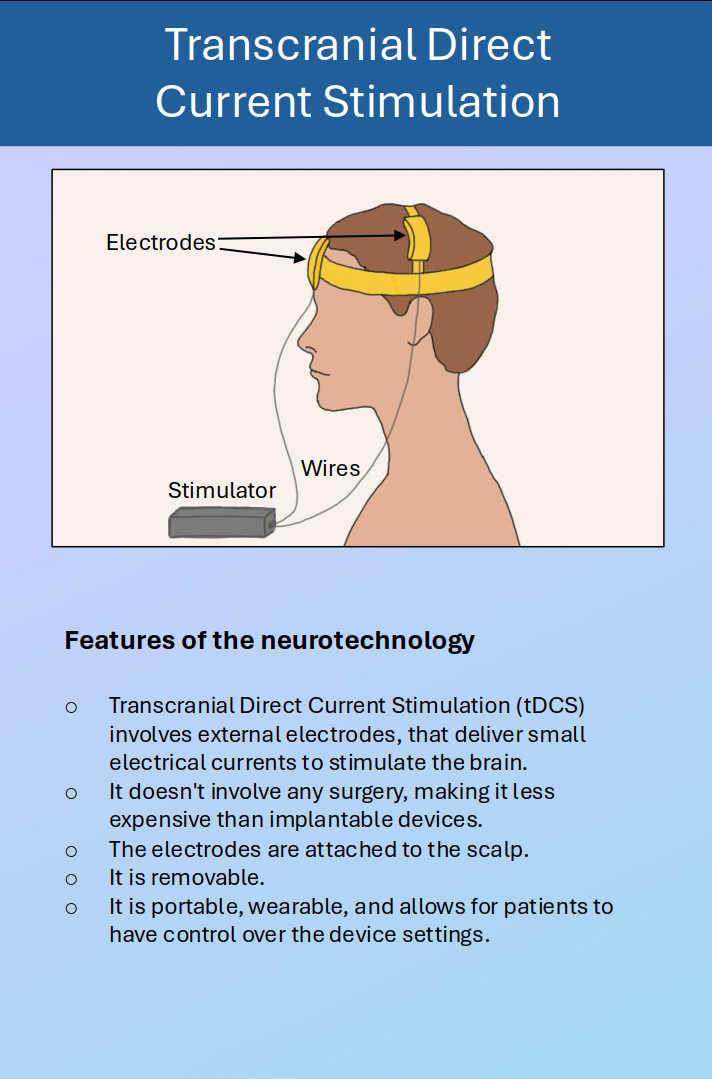 Transcranial Direct
Current Stimulation
Electrodes
Wires
Stimulator
Features of the neurotechnology
o Transcranial Direct Current Stimulation (tDCS)
involves external electrodes, that deliver small
electrical currents to stimulate the brain.
o It doesn't involve any surgery, making it less
expensive than implantable devices.
o The electrodes are attached to the scalp.
o It is removable.
o It is portable, wearable, and allows for patients to
have control over the device settings.